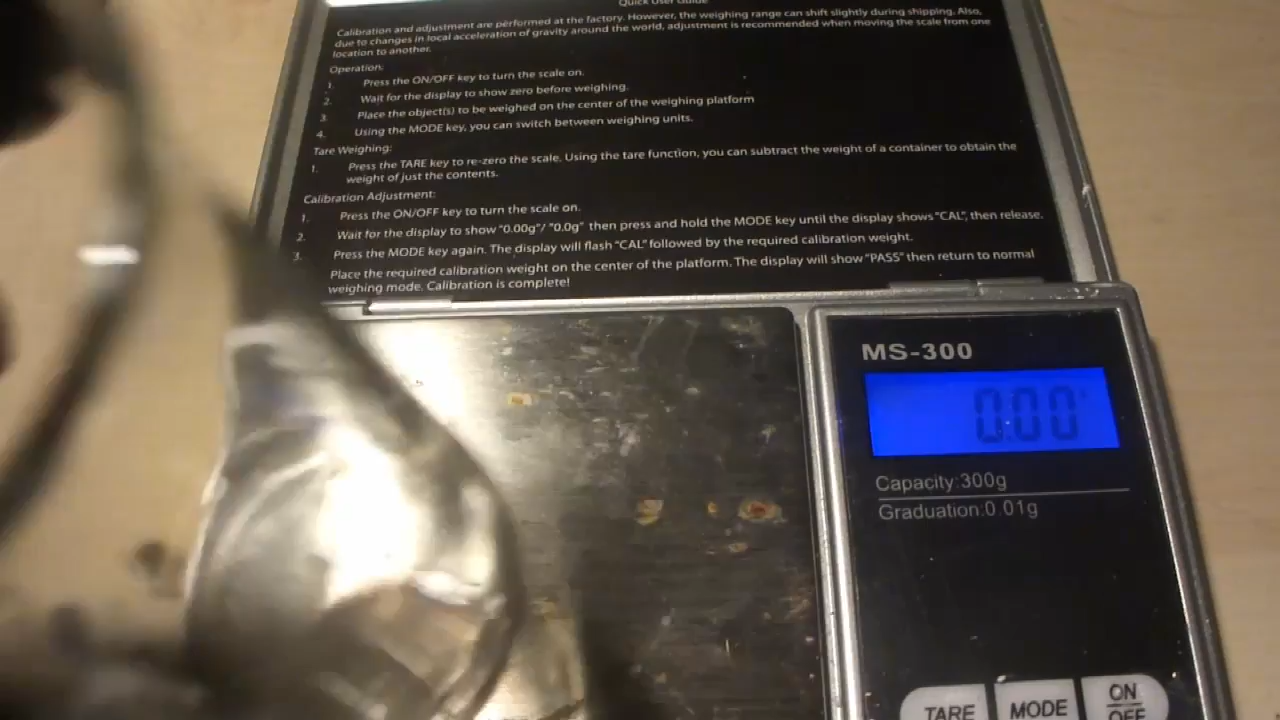 Quick User Guide
Calibration and adjustment are performed at the factory. However, the weighing range can shift slightly during shipping. Also,
due to changes in local acceleration of gravity around the world, adjustment is recommended when moving the scale from one
location to another.
Operation:
1. Press the ON/OFF key to turn the scale on.
2. Wait for the display to show zero before weighing.
3. Place the object(s) to be weighed on the center of the weighing platform
4. Using the MODE key, you can switch between weighing units.
Tare Weighing:
1. Press the TARE key to re-zero the scale. Using the tare function, you can subtract the weight of a container to obtain the
weight of just the contents.
Calibration Adjustment:
1. Press the ON/OFF key to turn the scale on.
2. Wait for the display to show "0.00g"/ "0.0g" then press and hold the MODE key until the display shows "CAL", then release.
3. Press the MODE key again. The display will flash "CAL" followed by the required calibration weight.
Place the required calibration weight on the center of the platform. The display will show "PASS" then return to normal
weighing mode. Calibration is complete!
MS-300
0.00
Capacity:300g
Graduation:0.01g
TARE
MODE
ON
OFF